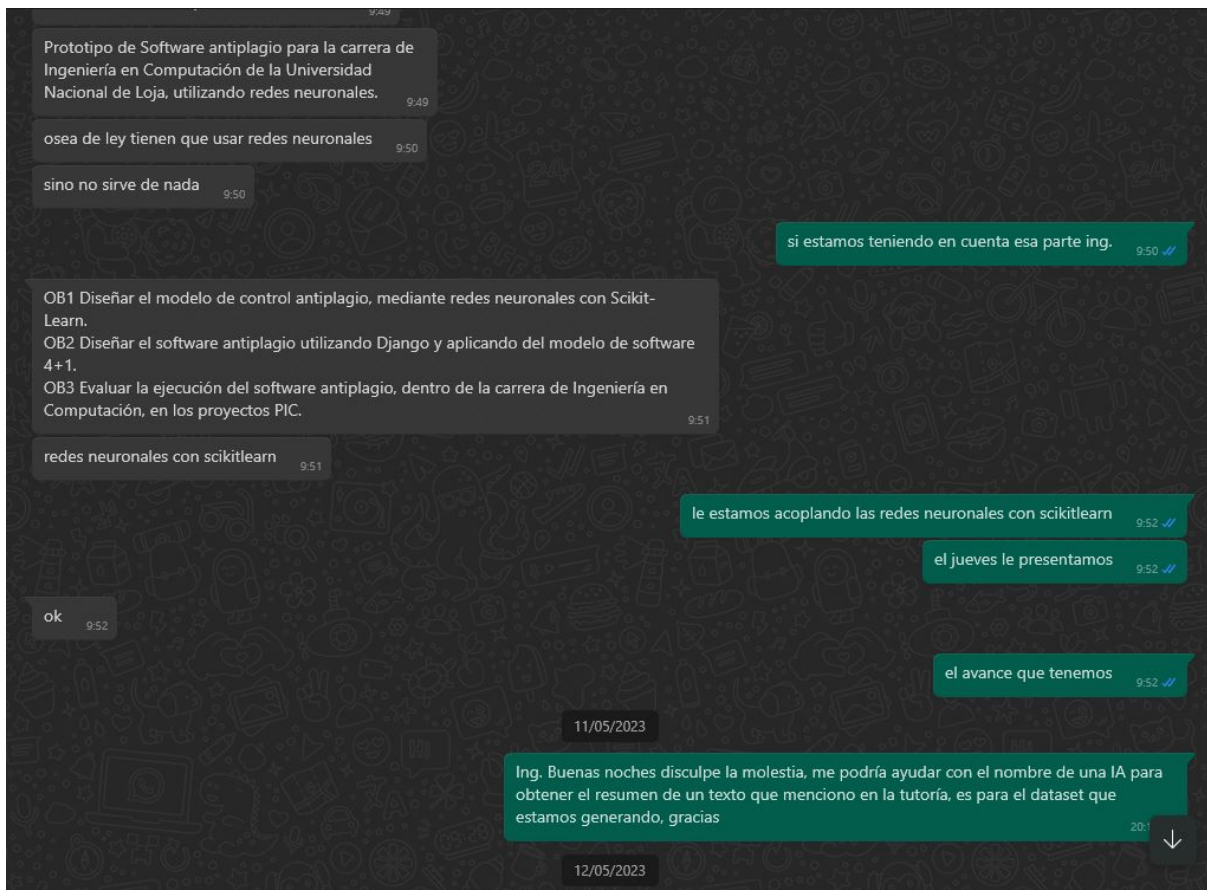 9:49
Prototipo de Software antiplagio para la carrera de
Ingeniería en Computación de la Universidad
Nacional de Loja, utilizando redes neuronales.
9:49
osea de ley tienen que usar redes neuronales
9:50
sino no sirve de nada
9:50
si estamos teniendo en cuenta esa parte ing.
9:50
OB1 Diseñar el modelo de control antiplagio, mediante redes neuronales con Scikit-
Learn.
OB2 Diseñar el software antiplagio utilizando Django y aplicando del modelo de software
4+1.
OB3 Evaluar la ejecución del software antiplagio, dentro de la carrera de Ingeniería en
Computación, en los proyectos PIC.
9:51
redes neuronales con scikitlearn
9:51
le estamos acoplando las redes neuronales con scikitlearn
9:52
el jueves le presentamos
9:52
ok
9:52
el avance que tenemos
9:52
11/05/2023
Ing. Buenas noches disculpe la molestia, me podría ayudar con el nombre de una IA para
obtener el resumen de un texto que menciono en la tutoría, es para el dataset que
estamos generando, gracias
12/05/2023